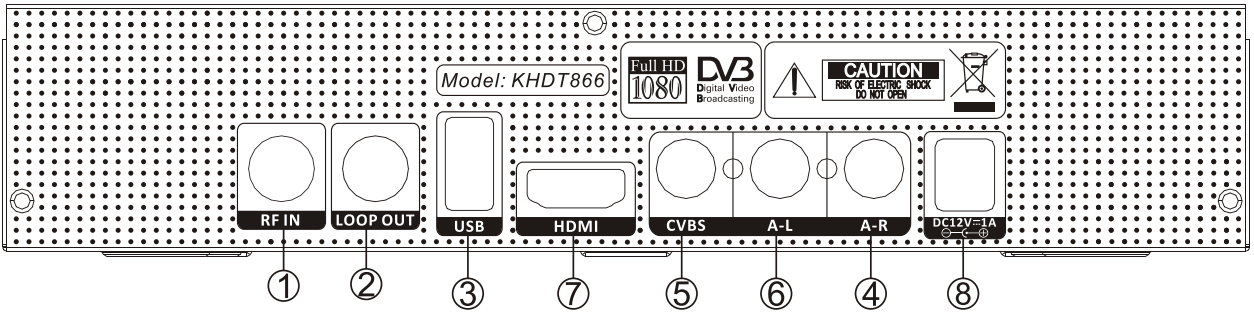 Model: KHDT866
Full HD
1080
DVB
Digital Video
Broadcasting
CAUTION
RISK OF ELECTRIC SHOCK
DO NOT OPEN
RF IN
LOOP OUT
USB
HDMI
CVBS
A-L
A-R
DC12V⎓1A
① ② ③ ⑦ ⑤ ⑥ ④ ⑧